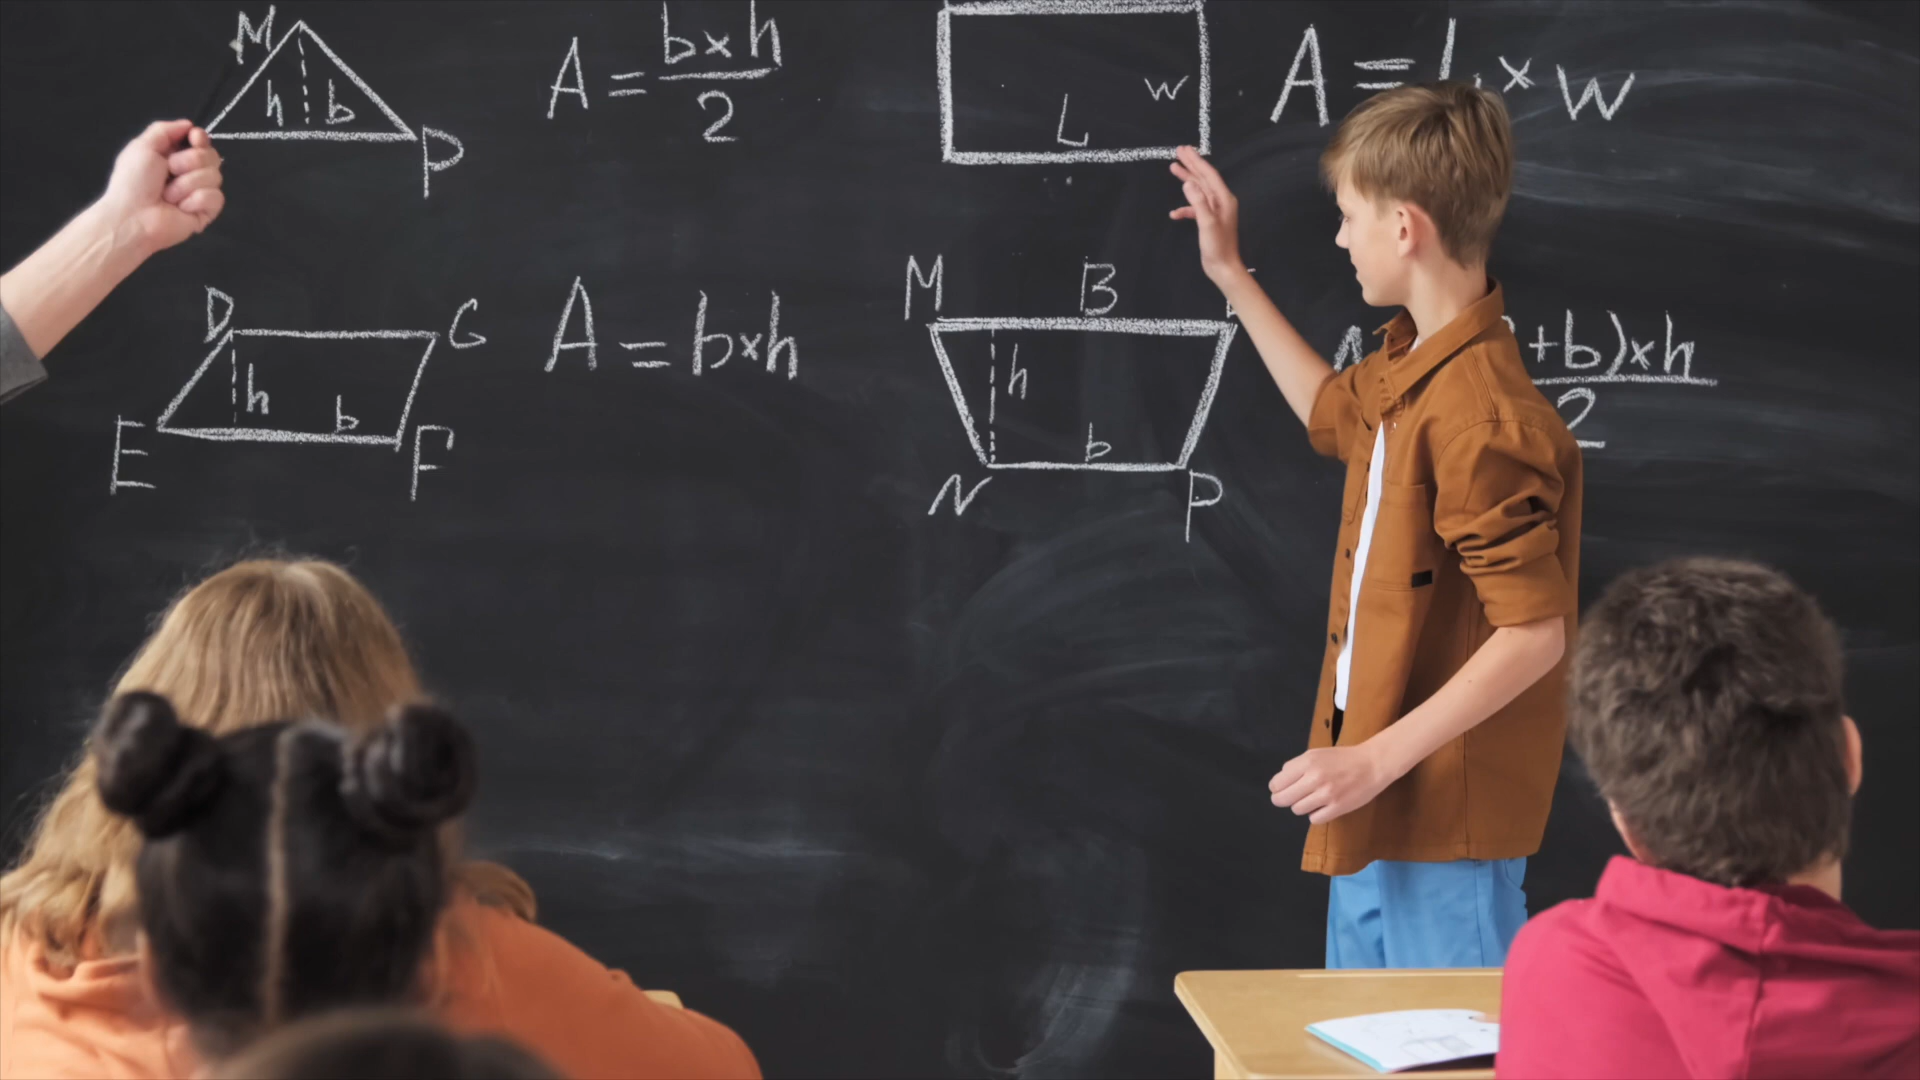 M
h b
P
A = b×h
2
L
w
A = L × w
D
G
h
b
E
F
A = b×h
M
B
h
b
N
P
+b)×h
2